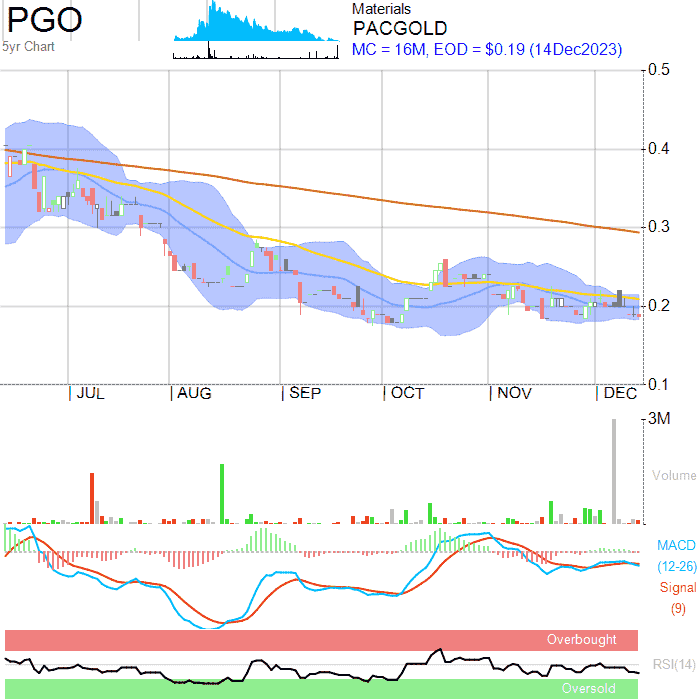 PGO
5yr Chart
Materials
PACGOLD
MC = 16M, EOD = $0.19 (14Dec2023)
0.5
0.4
0.3
0.2
0.1
JUL AUG SEP OCT NOV DEC
3M
Volume
MACD
(12-26)
Signal
(9)
Overbought
RSI(14)
Oversold